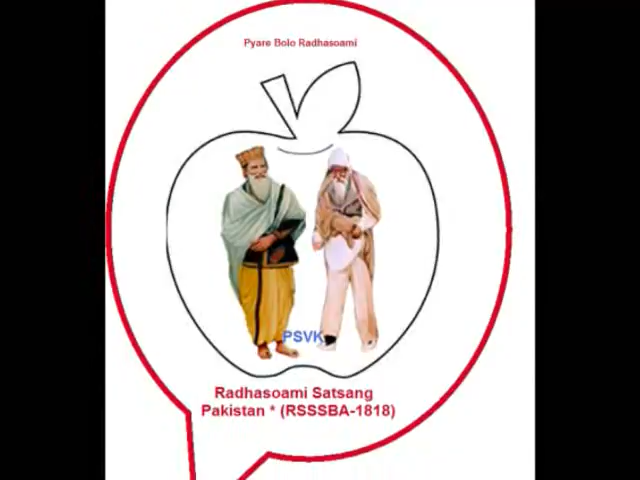 Pyare Bolo Radhasoami
PSVK
Radhasoami Satsang
Pakistan * (RSSSBA-1818)